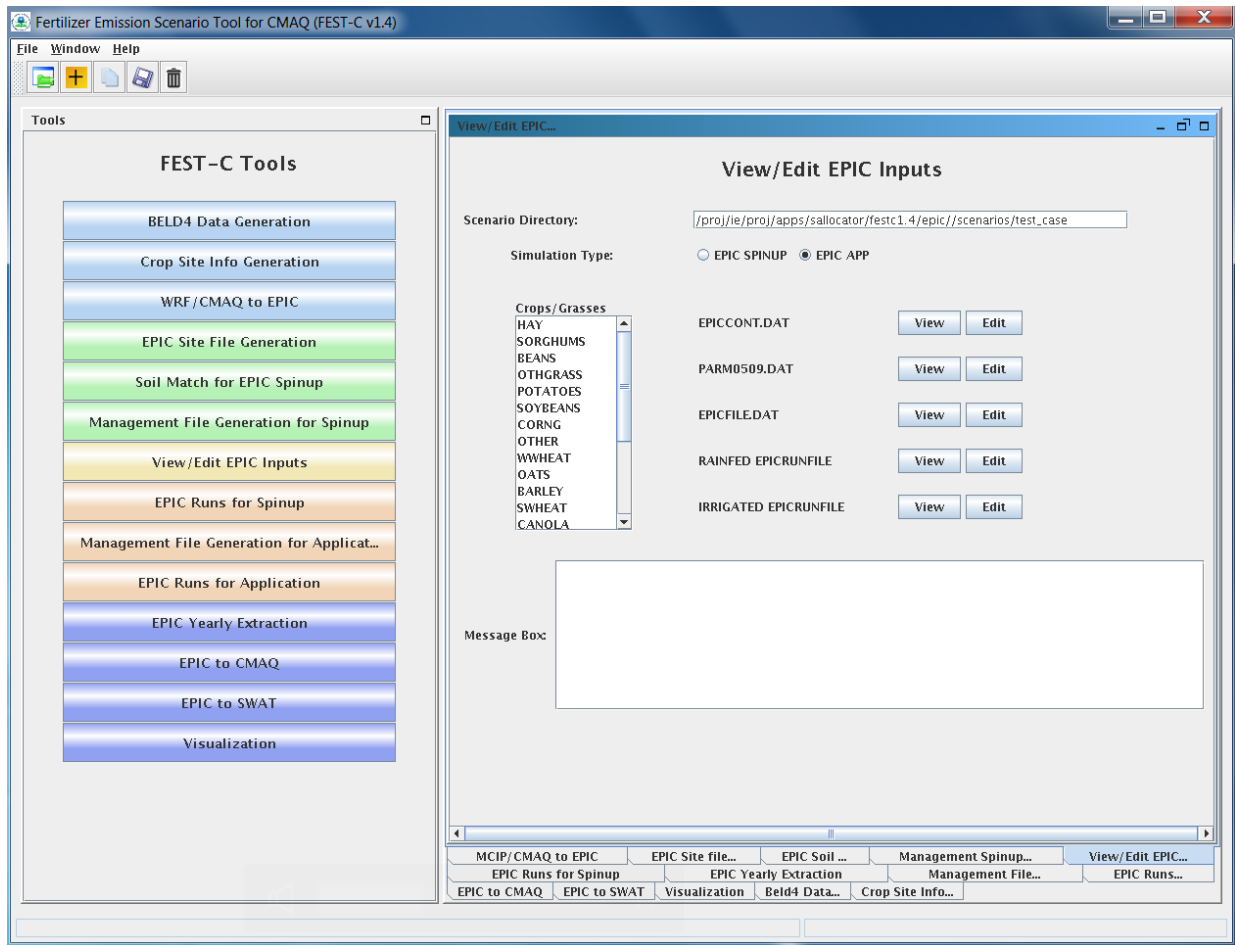 Fertilizer Emission Scenario Tool for CMAQ (FEST-C v1.4)
File Window Help
Tools
FEST-C Tools
BELD4 Data Generation
Crop Site Info Generation
WRF/CMAQ to EPIC
EPIC Site File Generation
Soil Match for EPIC Spinup
Management File Generation for Spinup
View/Edit EPIC Inputs
EPIC Runs for Spinup
Management File Generation for Applicat...
EPIC Runs for Application
EPIC Yearly Extraction
EPIC to CMAQ
EPIC to SWAT
Visualization
View/Edit EPIC...
View/Edit EPIC Inputs
Scenario Directory: /proj/ie/proj/apps/sallocator/festc1.4/epic//scenarios/test_case
Simulation Type: EPIC SPINUP EPIC APP
Crops/Grasses
HAY
SORGHUMS
BEANS
OTHGRASS
POTATOES
SOYBEANS
CORNG
OTHER
WWHEAT
OATS
BARLEY
SWHEAT
CANOLA
EPICCONT.DAT View Edit
PARM0509.DAT View Edit
EPICFILE.DAT View Edit
RAINFED EPICRUNFILE View Edit
IRRIGATED EPICRUNFILE View Edit
Message Box:
MCIP/CMAQ to EPIC EPIC Site file... EPIC Soil ... Management Spinup... View/Edit EPIC...
EPIC Runs for Spinup EPIC Yearly Extraction Management File... EPIC Runs...
EPIC to CMAQ EPIC to SWAT Visualization Beld4 Data... Crop Site Info...